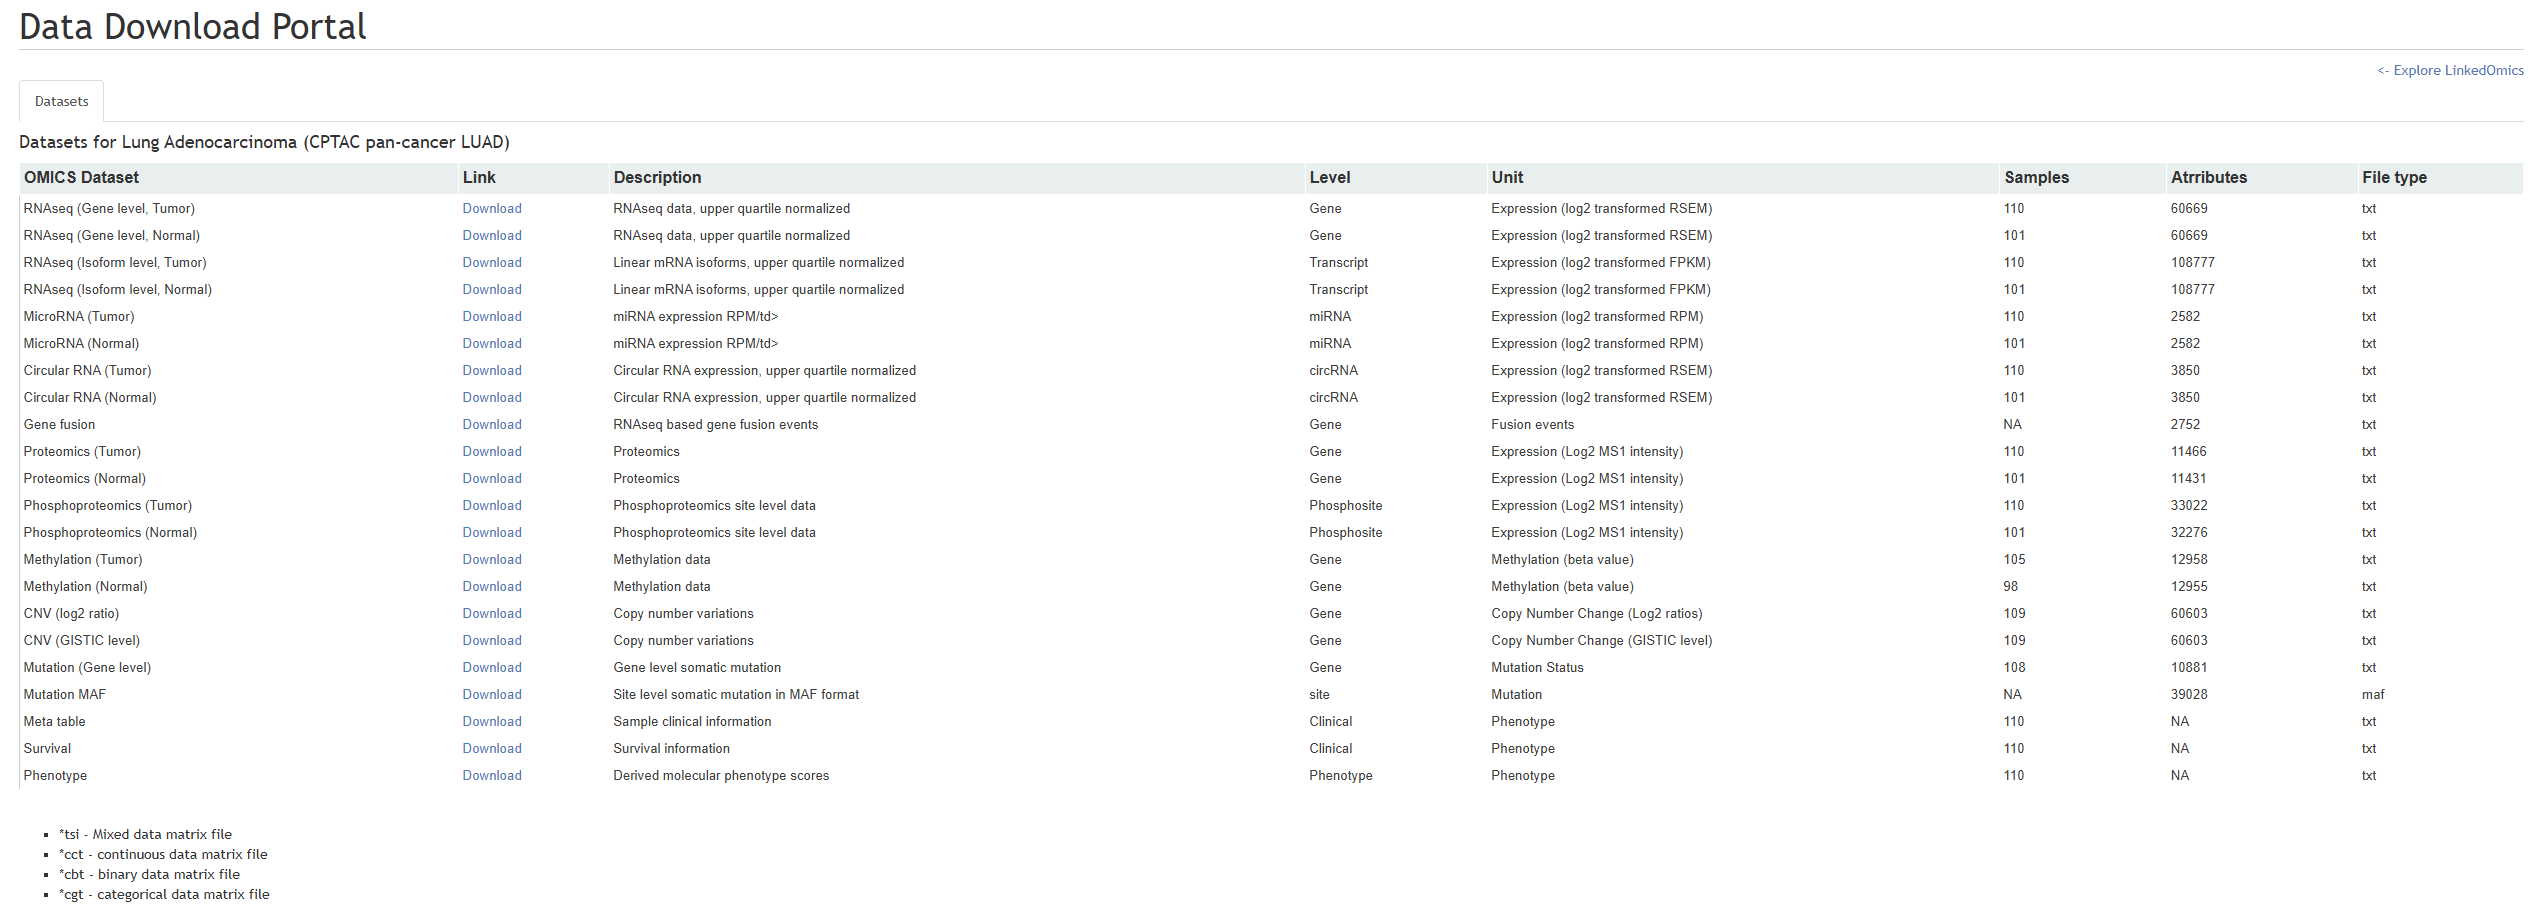 Data Download Portal
<- Explore LinkedOmics
Datasets
Datasets for Lung Adenocarcinoma (CPTAC pan-cancer LUAD)
OMICS Dataset Link Description Level Unit Samples Atrributes File type
RNAseq (Gene level, Tumor) Download RNAseq data, upper quartile normalized Gene Expression (log2 transformed RSEM) 110 60669 txt
RNAseq (Gene level, Normal) Download RNAseq data, upper quartile normalized Gene Expression (log2 transformed RSEM) 101 60669 txt
RNAseq (Isoform level, Tumor) Download Linear mRNA isoforms, upper quartile normalized Transcript Expression (log2 transformed FPKM) 110 108777 txt
RNAseq (Isoform level, Normal) Download Linear mRNA isoforms, upper quartile normalized Transcript Expression (log2 transformed FPKM) 101 108777 txt
MicroRNA (Tumor) Download miRNA expression RPM/td> miRNA Expression (log2 transformed RPM) 110 2582 txt
MicroRNA (Normal) Download miRNA expression RPM/td> miRNA Expression (log2 transformed RPM) 101 2582 txt
Circular RNA (Tumor) Download Circular RNA expression, upper quartile normalized circRNA Expression (log2 transformed RSEM) 110 3850 txt
Circular RNA (Normal) Download Circular RNA expression, upper quartile normalized circRNA Expression (log2 transformed RSEM) 101 3850 txt
Gene fusion Download RNAseq based gene fusion events Gene Fusion events NA 2752 txt
Proteomics (Tumor) Download Proteomics Gene Expression (Log2 MS1 intensity) 110 11466 txt
Proteomics (Normal) Download Proteomics Gene Expression (Log2 MS1 intensity) 101 11431 txt
Phosphoproteomics (Tumor) Download Phosphoproteomics site level data Phosphosite Expression (Log2 MS1 intensity) 110 33022 txt
Phosphoproteomics (Normal) Download Phosphoproteomics site level data Phosphosite Expression (Log2 MS1 intensity) 101 32276 txt
Methylation (Tumor) Download Methylation data Gene Methylation (beta value) 105 12958 txt
Methylation (Normal) Download Methylation data Gene Methylation (beta value) 98 12955 txt
CNV (log2 ratio) Download Copy number variations Gene Copy Number Change (Log2 ratios) 109 60603 txt
CNV (GISTIC level) Download Copy number variations Gene Copy Number Change (GISTIC level) 109 60603 txt
Mutation (Gene level) Download Gene level somatic mutation Gene Mutation Status 108 10881 txt
Mutation MAF Download Site level somatic mutation in MAF format site Mutation NA 39028 maf
Meta table Download Sample clinical information Clinical Phenotype 110 NA txt
Survival Download Survival information Clinical Phenotype 110 NA txt
Phenotype Download Derived molecular phenotype scores Phenotype Phenotype 110 NA txt
▪ *tsi - Mixed data matrix file
▪ *cct - continuous data matrix file
▪ *cbt - binary data matrix file
▪ *cgt - categorical data matrix file